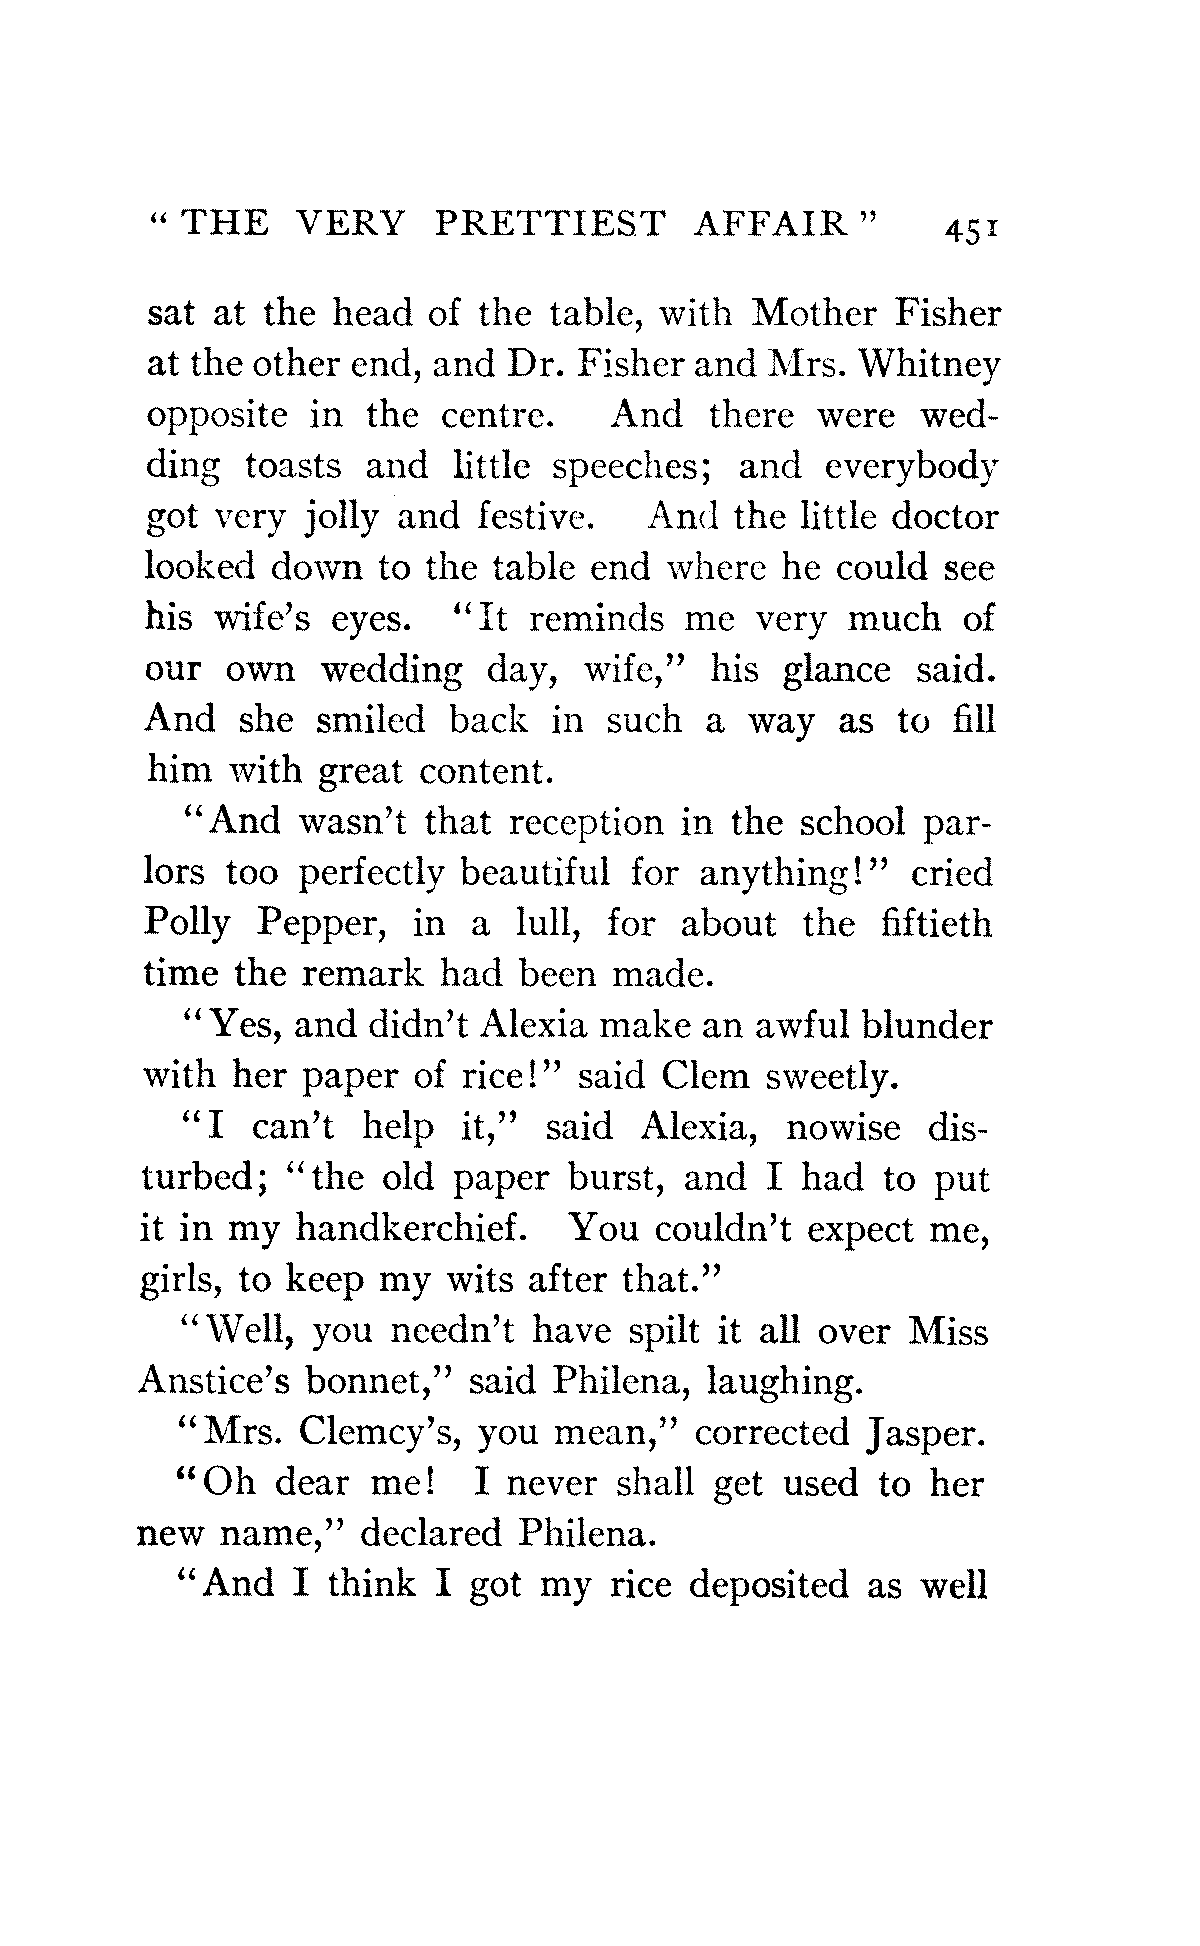 “ THE VERY PRETTIEST AFFAIR ” 451
sat at the head of the table, with Mother Fisher
at the other end, and Dr. Fisher and Mrs. Whitney
opposite in the centre. And there were wed-
ding toasts and little speeches; and everybody
got very jolly and festive. And the little doctor
looked down to the table end where he could see
his wife’s eyes. “It reminds me very much of
our own wedding day, wife,” his glance said.
And she smiled back in such a way as to fill
him with great content.
“And wasn’t that reception in the school par-
lors too perfectly beautiful for anything!” cried
Polly Pepper, in a lull, for about the fiftieth
time the remark had been made.
“Yes, and didn’t Alexia make an awful blunder
with her paper of rice!” said Clem sweetly.
“I can’t help it,” said Alexia, nowise dis-
turbed; “the old paper burst, and I had to put
it in my handkerchief. You couldn’t expect me,
girls, to keep my wits after that.”
“Well, you needn’t have spilt it all over Miss
Anstice’s bonnet,” said Philena, laughing.
“Mrs. Clemcy’s, you mean,” corrected Jasper.
“Oh dear me! I never shall get used to her
new name,” declared Philena.
“And I think I got my rice deposited as well